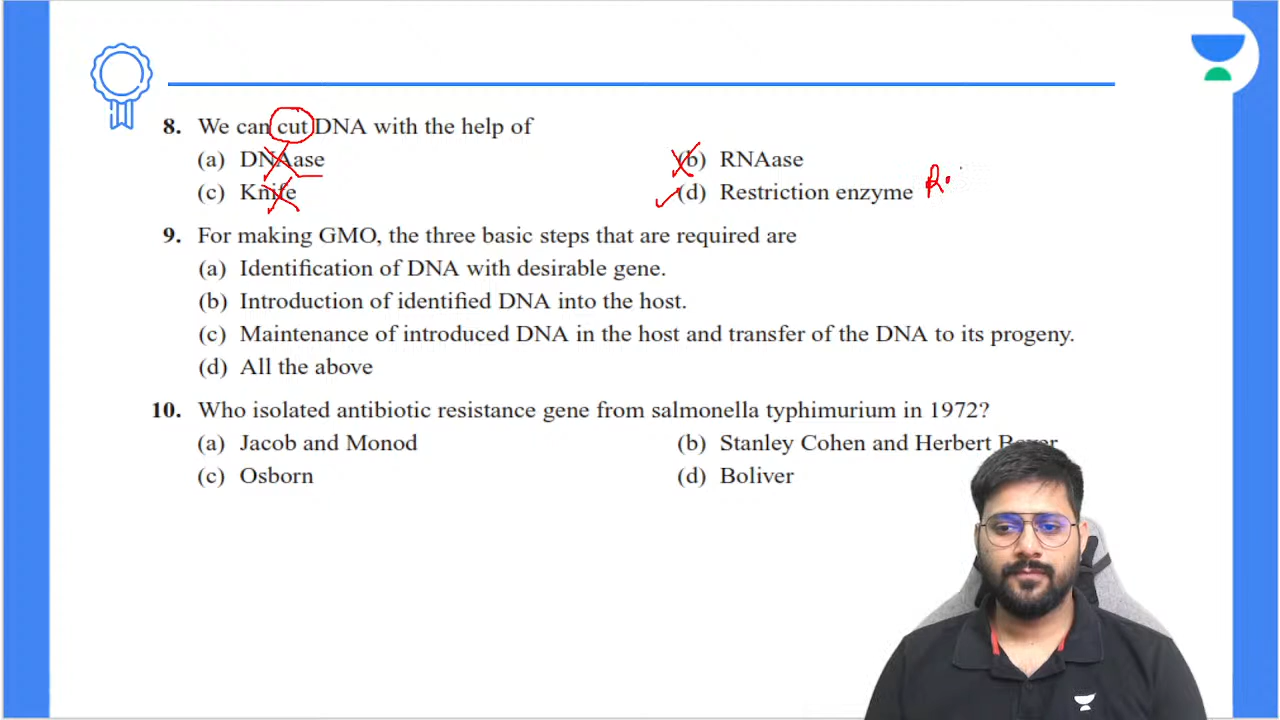 8. We can cut DNA with the help of
(a) DNAase (b) RNAase
(c) Knife (d) Restriction enzyme R.
9. For making GMO, the three basic steps that are required are
(a) Identification of DNA with desirable gene.
(b) Introduction of identified DNA into the host.
(c) Maintenance of introduced DNA in the host and transfer of the DNA to its progeny.
(d) All the above
10. Who isolated antibiotic resistance gene from salmonella typhimurium in 1972?
(a) Jacob and Monod (b) Stanley Cohen and Herbert
(c) Osborn (d) Boliver